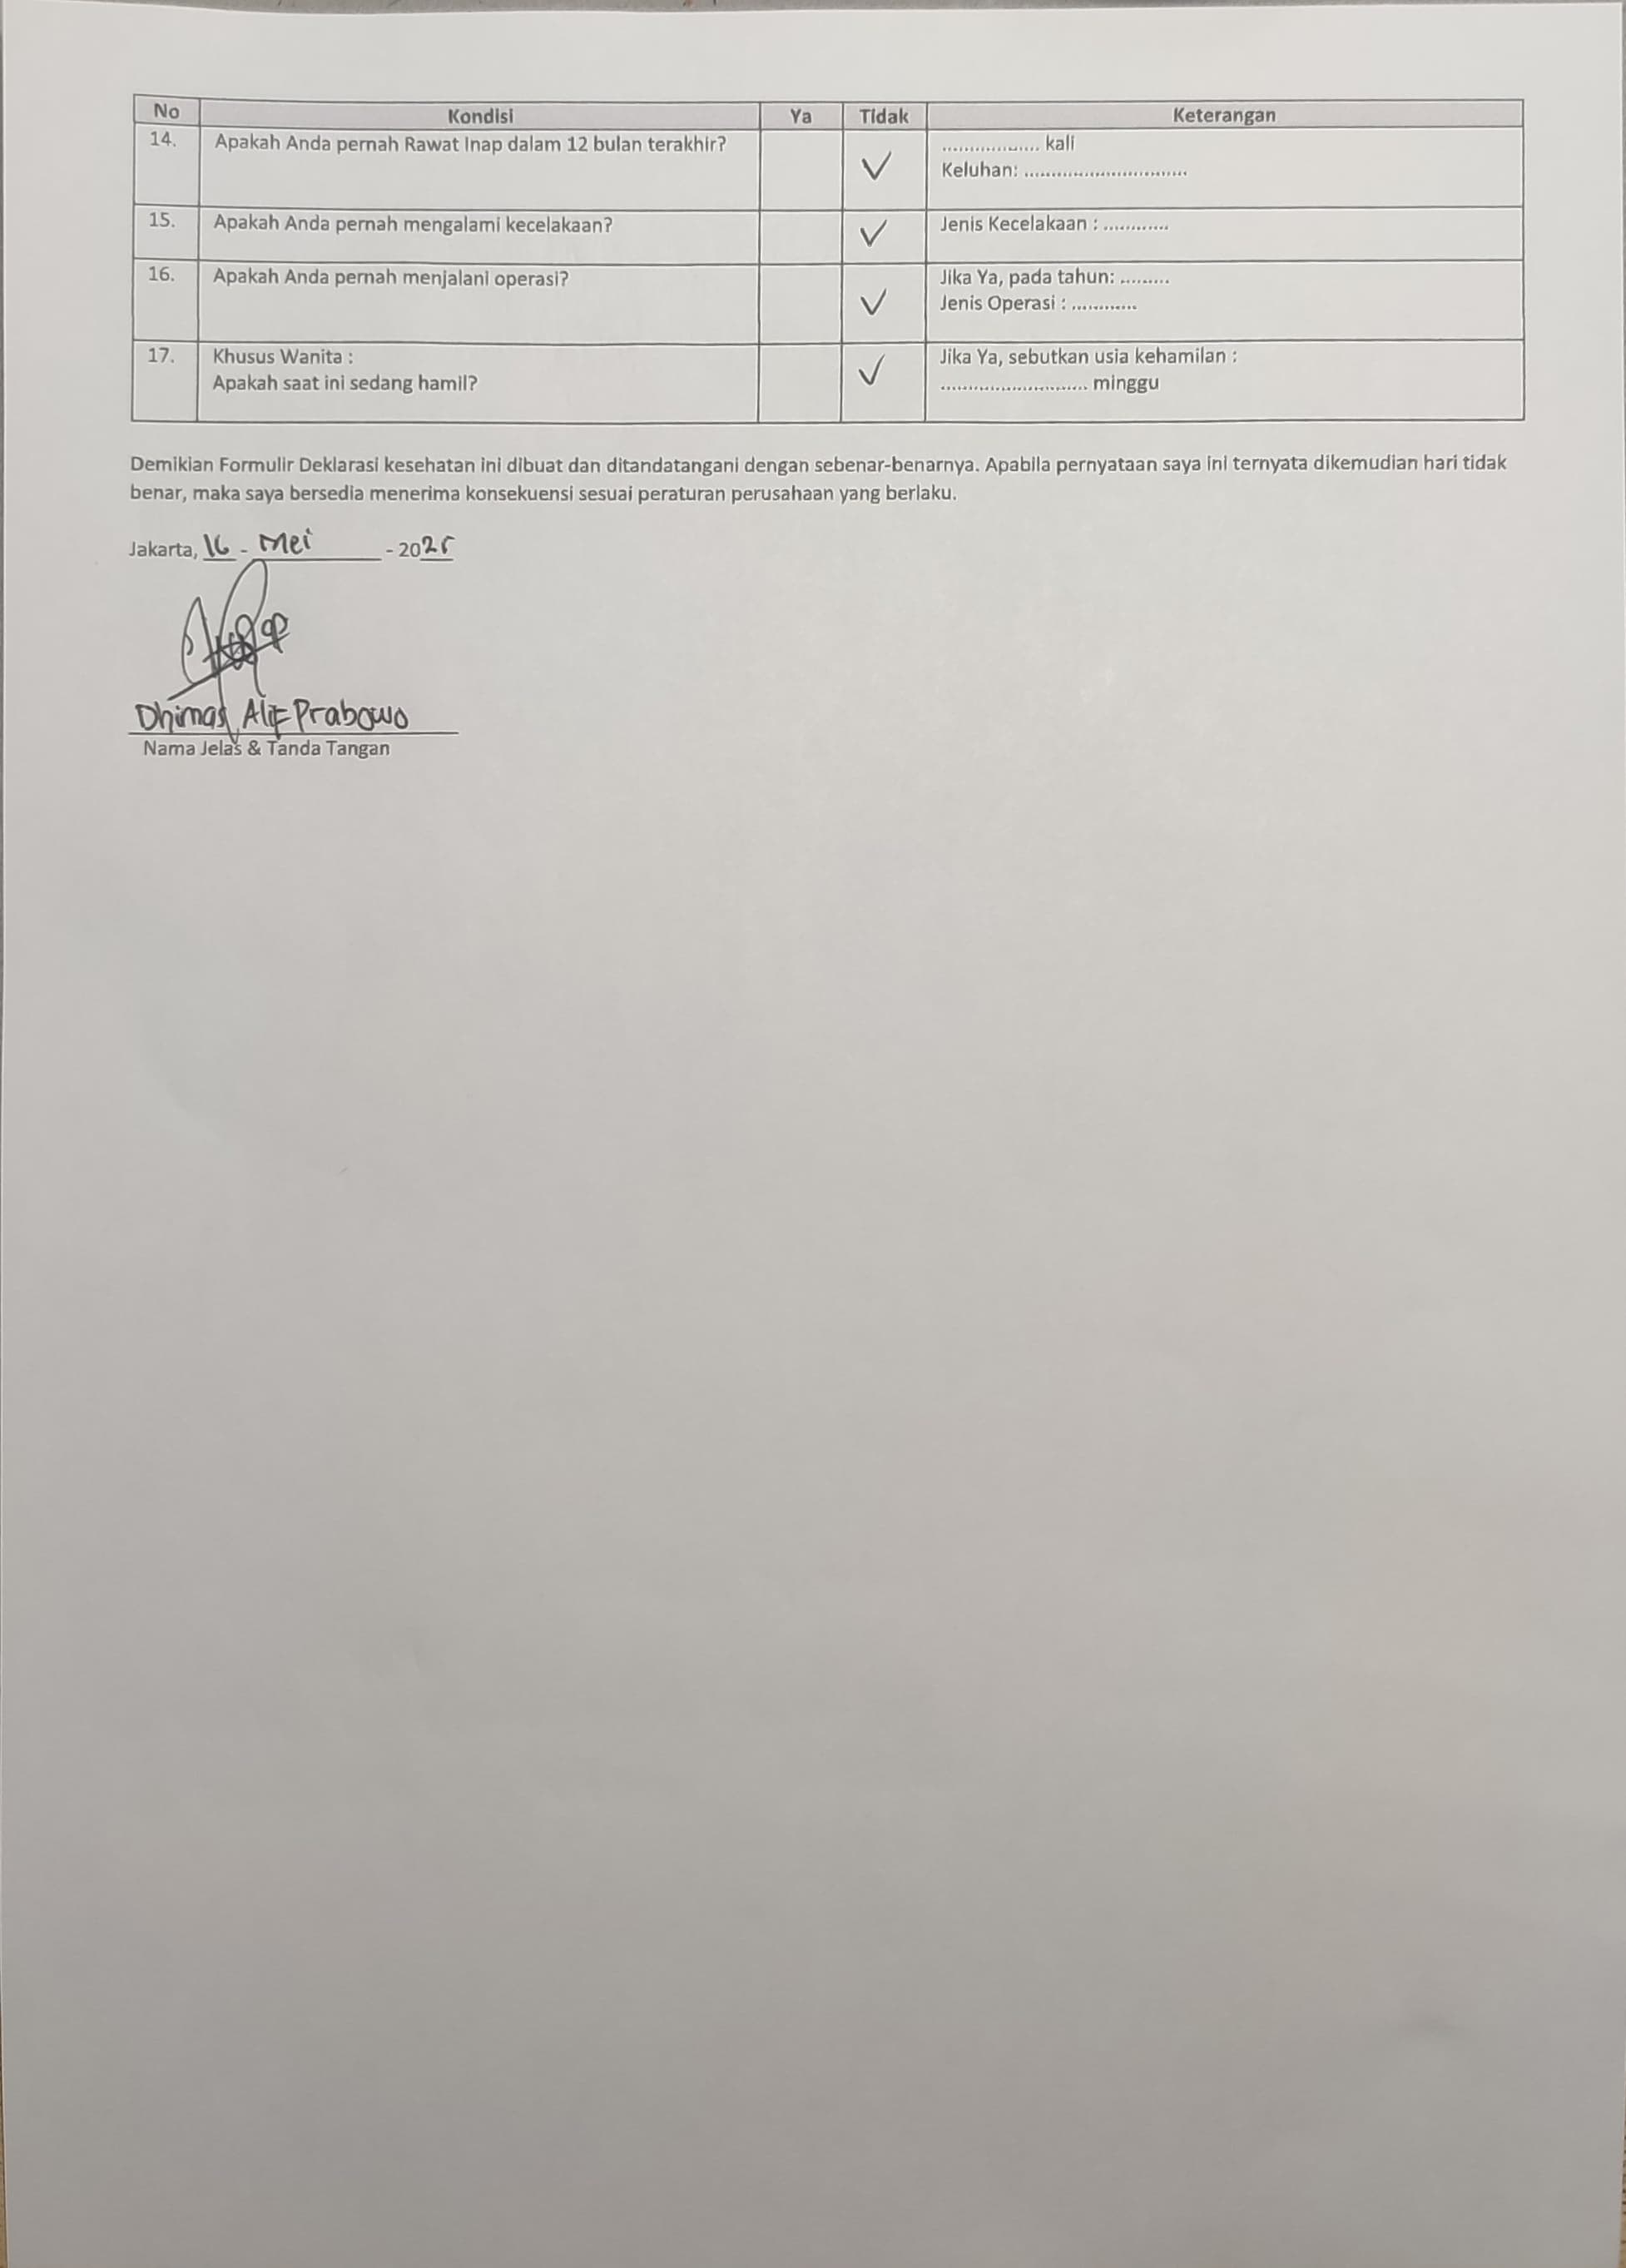 No Kondisi Ya Tidak Keterangan
14. Apakah Anda pernah Rawat Inap dalam 12 bulan terakhir? ✓ .................. kali
Keluhan: ..............................
15. Apakah Anda pernah mengalami kecelakaan? ✓ Jenis Kecelakaan : ............
16. Apakah Anda pernah menjalani operasi? ✓ Jika Ya, pada tahun: .........
Jenis Operasi : ............
17. Khusus Wanita : ✓ Jika Ya, sebutkan usia kehamilan :
Apakah saat ini sedang hamil? ........................... minggu
Demikian Formulir Deklarasi kesehatan ini dibuat dan ditandatangani dengan sebenar-benarnya. Apabila pernyataan saya ini ternyata dikemudian hari tidak
benar, maka saya bersedia menerima konsekuensi sesuai peraturan perusahaan yang berlaku.
Jakarta, 16 - Mei - 2025
Dhimas Alif Prabowo
Nama Jelas & Tanda Tangan